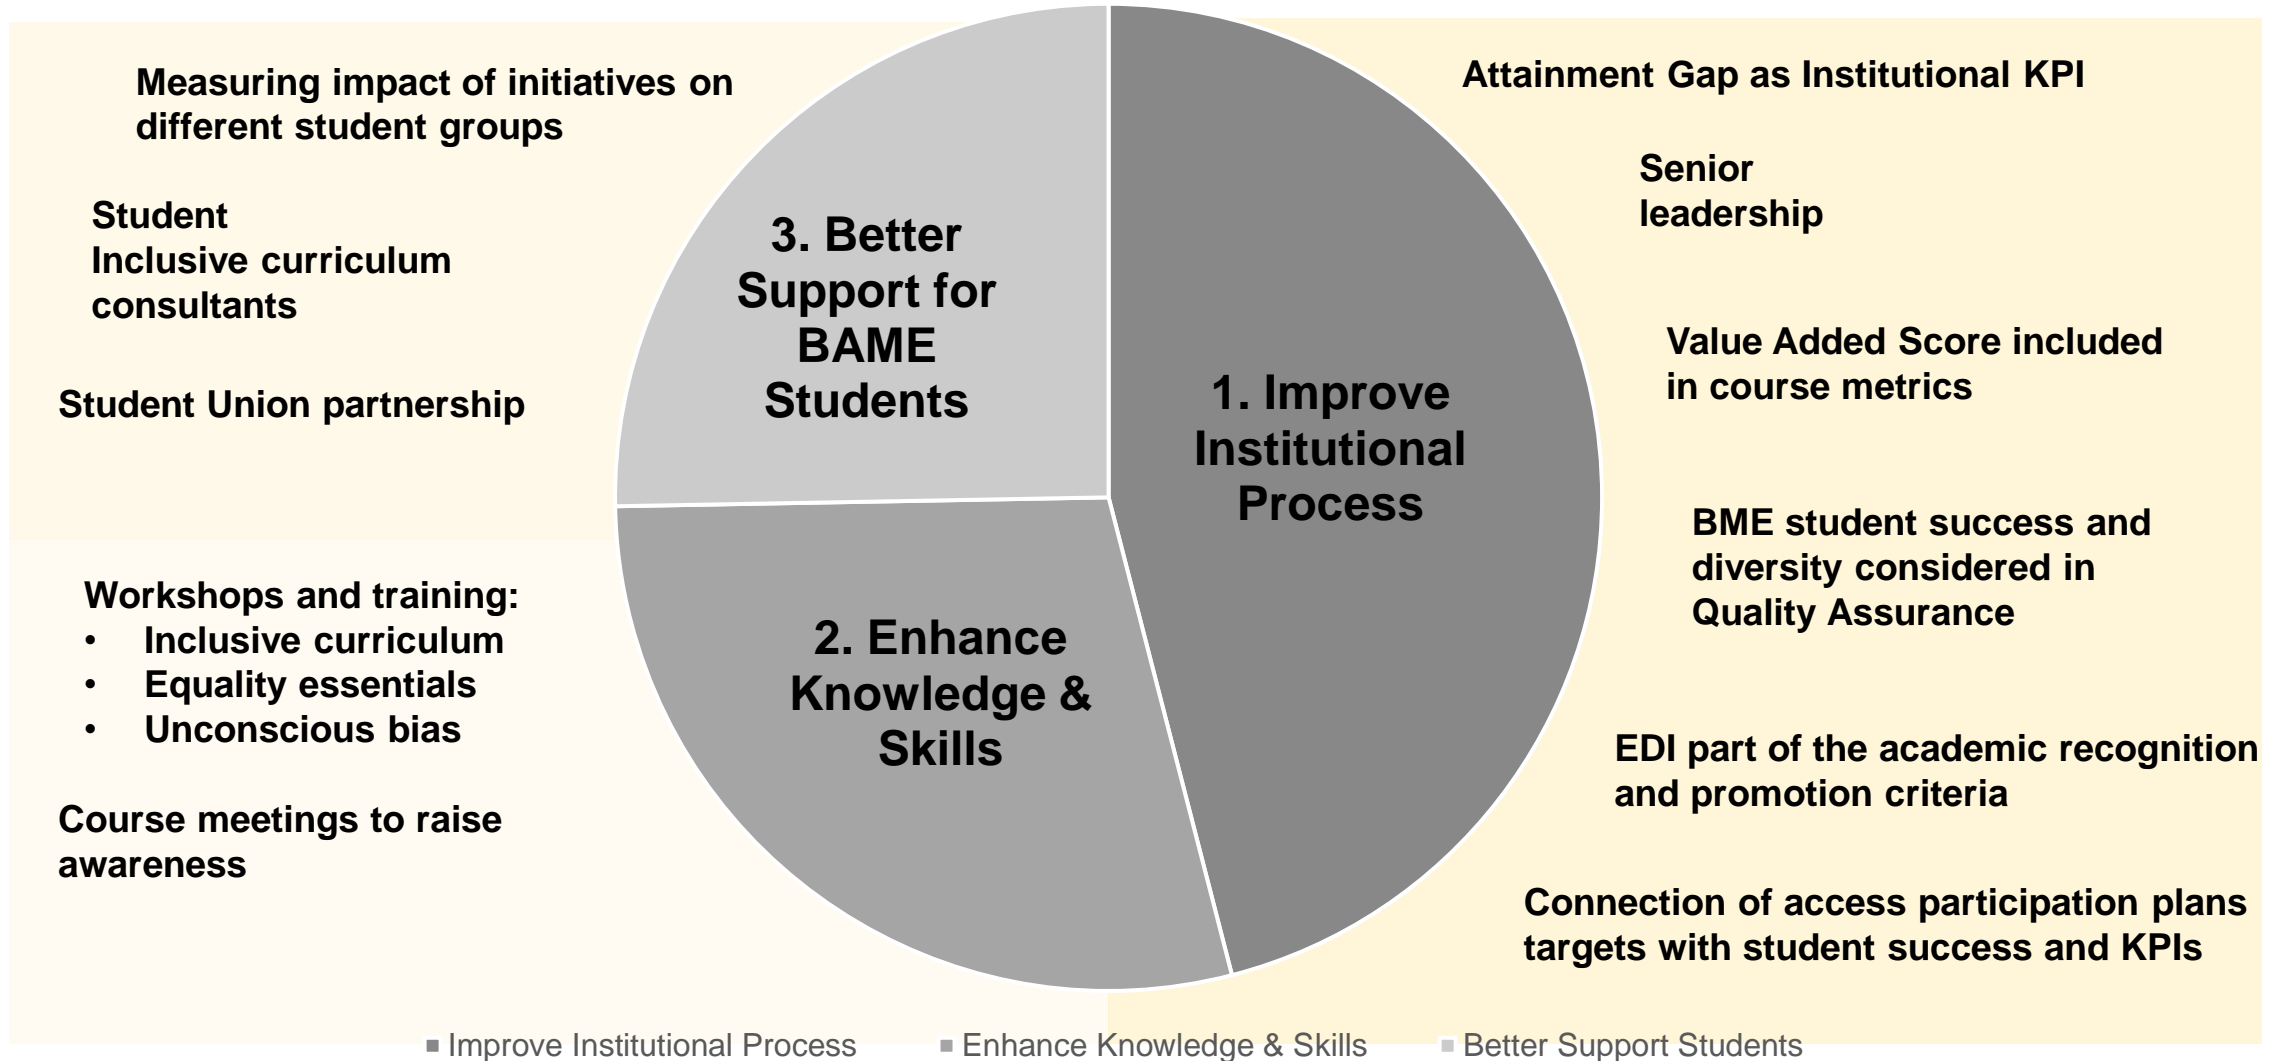 Measuring impact of initiatives on
different student groups
Student
Inclusive curriculum
consultants
Student Union partnership
3. Better
Support for
BAME
Students
Attainment Gap as Institutional KPI
Senior
leadership
Value Added Score included
in course metrics
1. Improve
Institutional
Process
BME student success and
diversity considered in
Quality Assurance
EDI part of the academic recognition
and promotion criteria
Connection of access participation plans
targets with student success and KPIs
Workshops and training:
• Inclusive curriculum
• Equality essentials
• Unconscious bias
Course meetings to raise
awareness
2. Enhance
Knowledge &
Skills
Improve Institutional Process
Enhance Knowledge & Skills
Better Support Students